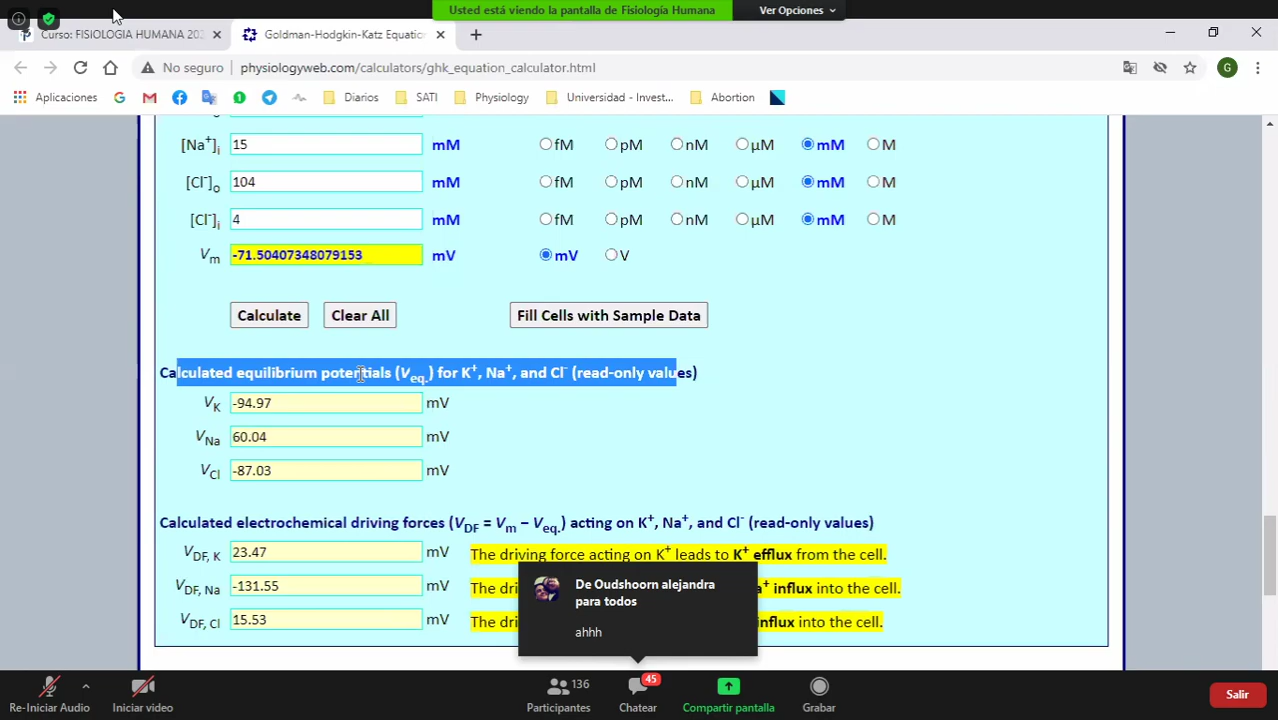 Usted está viendo la pantalla de Fisiología Humana
Ver Opciones
Curso: FISIOLOGIA HUMANA 202
Goldman-Hodgkin-Katz Equatio
No seguro
physiologyweb.com/calculators/ghk_equation_calculator.html
G
Aplicaciones
Diarios
SATI
Physiology
Universidad - Invest...
Abortion
[Na+]i 15 mM fM pM nM µM mM M
[Cl-]o 104 mM fM pM nM µM mM M
[Cl-]i 4 mM fM pM nM µM mM M
Vm -71.50407348079153 mV mV V
Calculate Clear All Fill Cells with Sample Data
Calculated equilibrium potentials (Veq.) for K+, Na+, and Cl- (read-only values)
VK -94.97 mV
VNa 60.04 mV
VCl -87.03 mV
Calculated electrochemical driving forces (VDF = Vm − Veq.) acting on K+, Na+, and Cl- (read-only values)
VDF, K 23.47 mV The driving force acting on K+ leads to K+ efflux from the cell.
VDF, Na -131.55 mV The dri a+ influx into the cell.
VDF, Cl 15.53 mV The dri influx into the cell.
De Oudshoorn alejandra
para todos
ahhh
Re-Iniciar Audio
Iniciar video
136
Participantes
45
Chatear
Compartir pantalla
Grabar
Salir